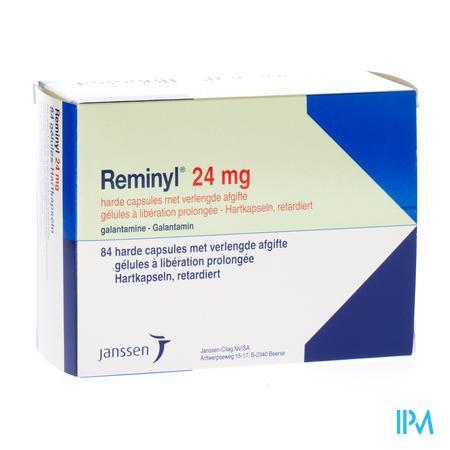 Reminyl® 24 mg
harde capsules met verlengde afgifte
gélules à libération prolongée - Hartkapseln, retardiert
galantamine - Galantamin
84 harde capsules met verlengde afgifte
gélules à libération prolongée
Hartkapseln, retardiert
janssen
Janssen-Cilag NV/SA
Antwerpseweg 15-17, B-2340 Beerse
Reminyl 24 mg
84 gélules-Hartkapseln
IPM